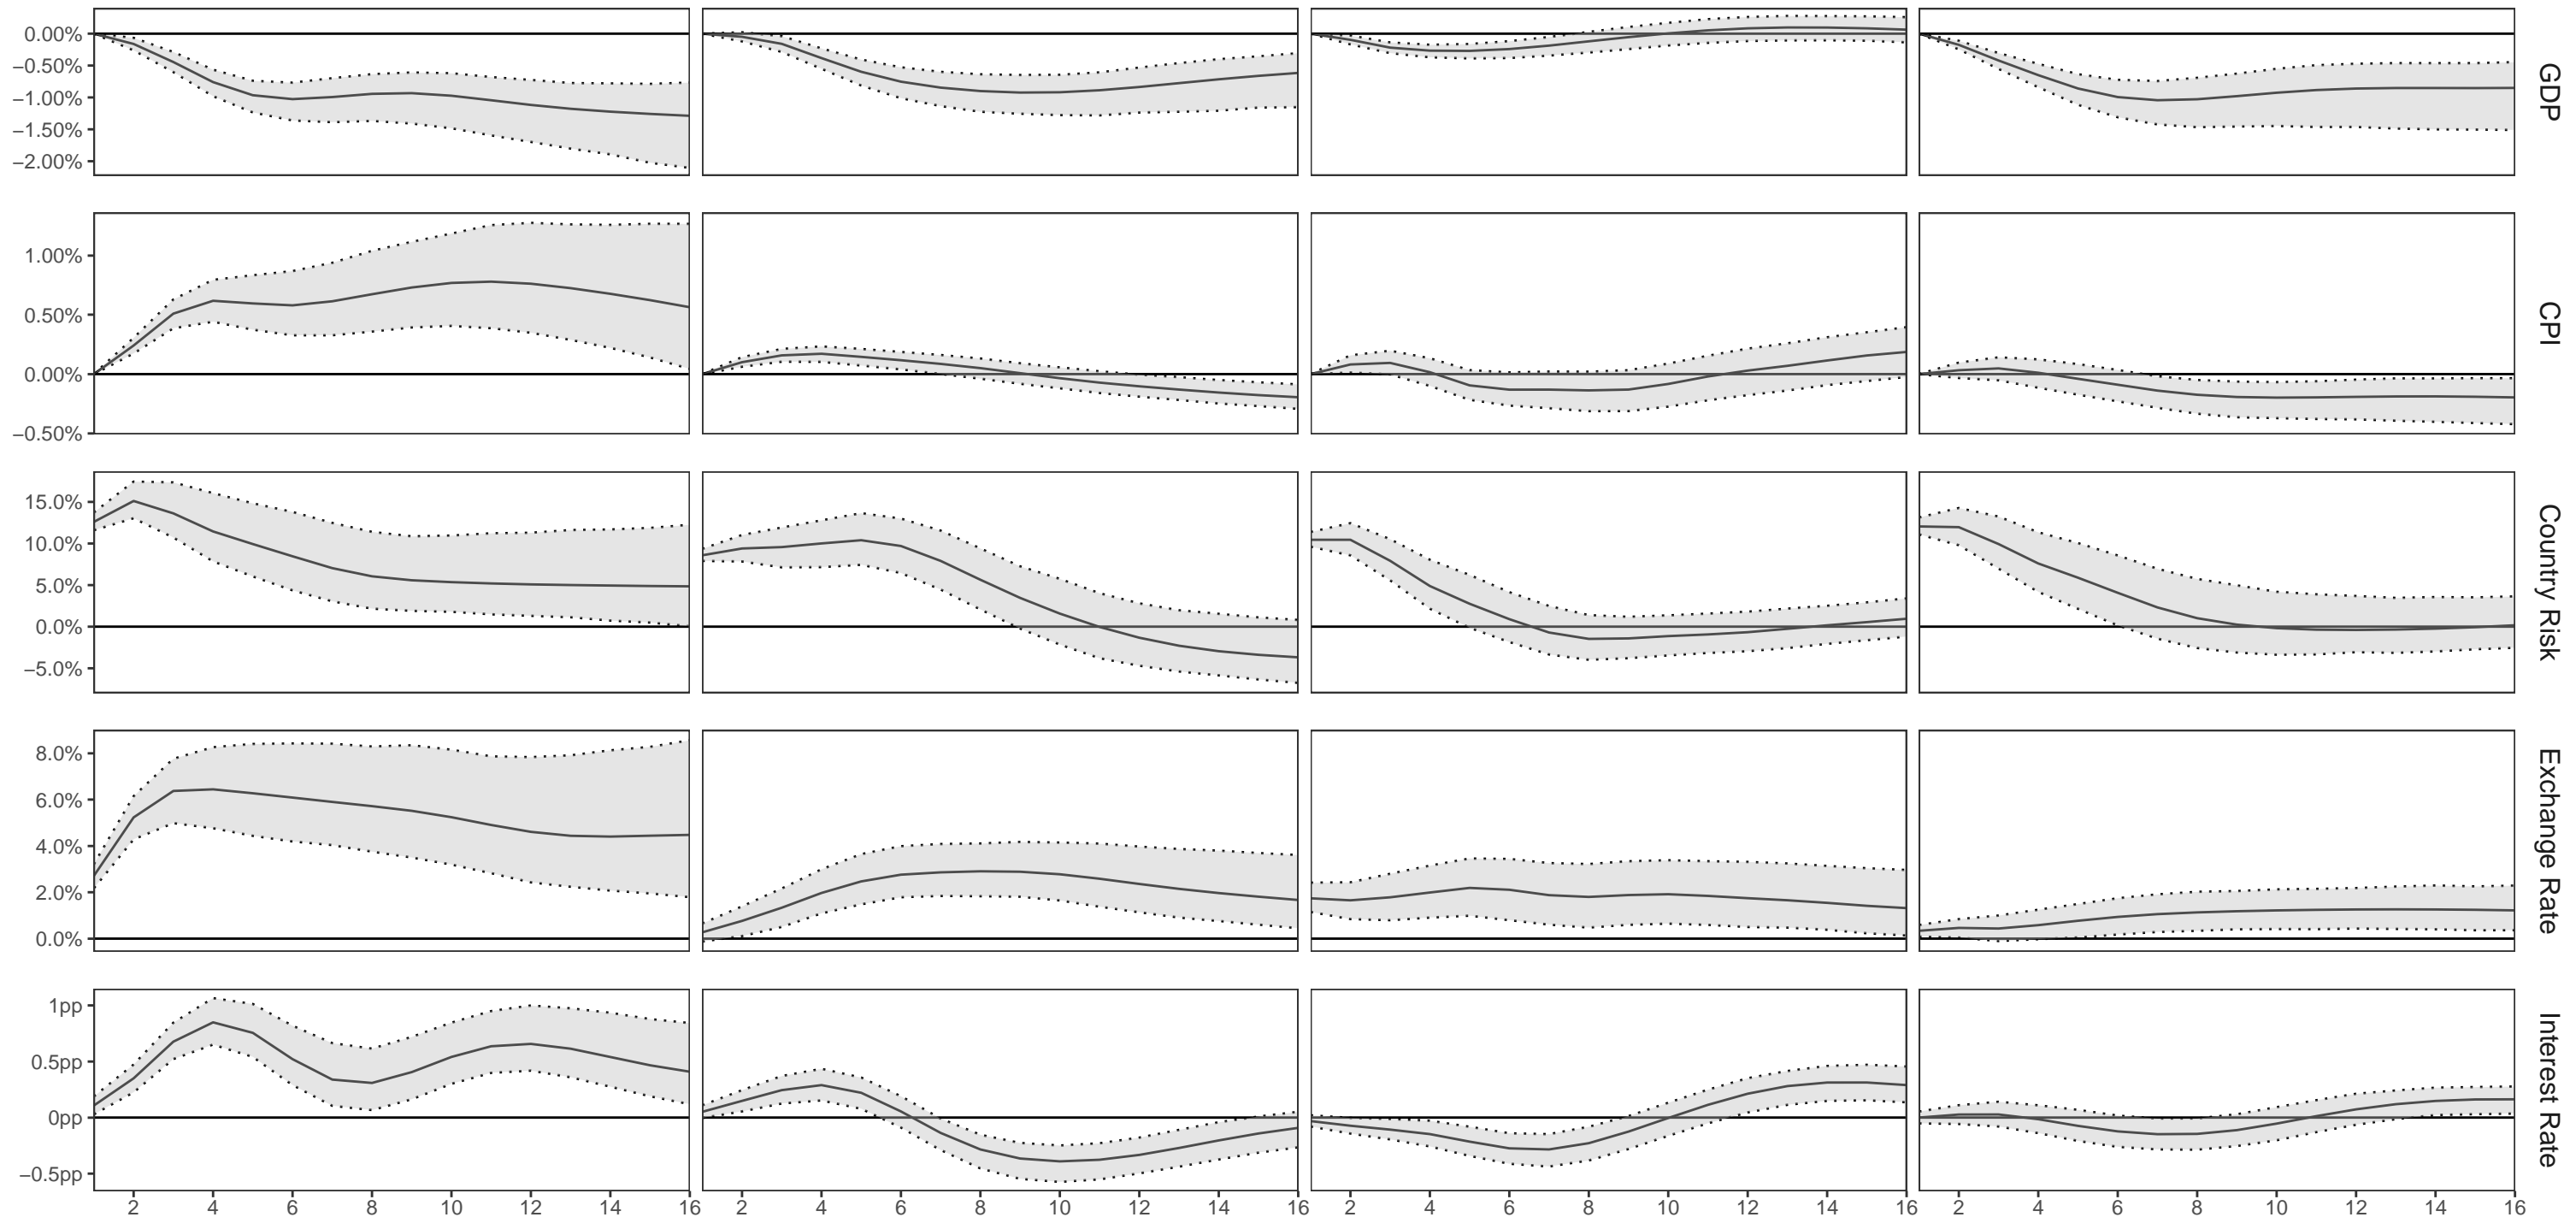 0.00%
−0.50%
−1.00%
−1.50%
−2.00%
GDP
1.00%
0.50%
0.00%
−0.50%
CPI
15.0%
10.0%
5.0%
0.0%
−5.0%
Country Risk
8.0%
6.0%
4.0%
2.0%
0.0%
Exchange Rate
1pp
0.5pp
0pp
−0.5pp
Interest Rate
2 4 6 8 10 12 14 16 2 4 6 8 10 12 14 16 2 4 6 8 10 12 14 16 2 4 6 8 10 12 14 16